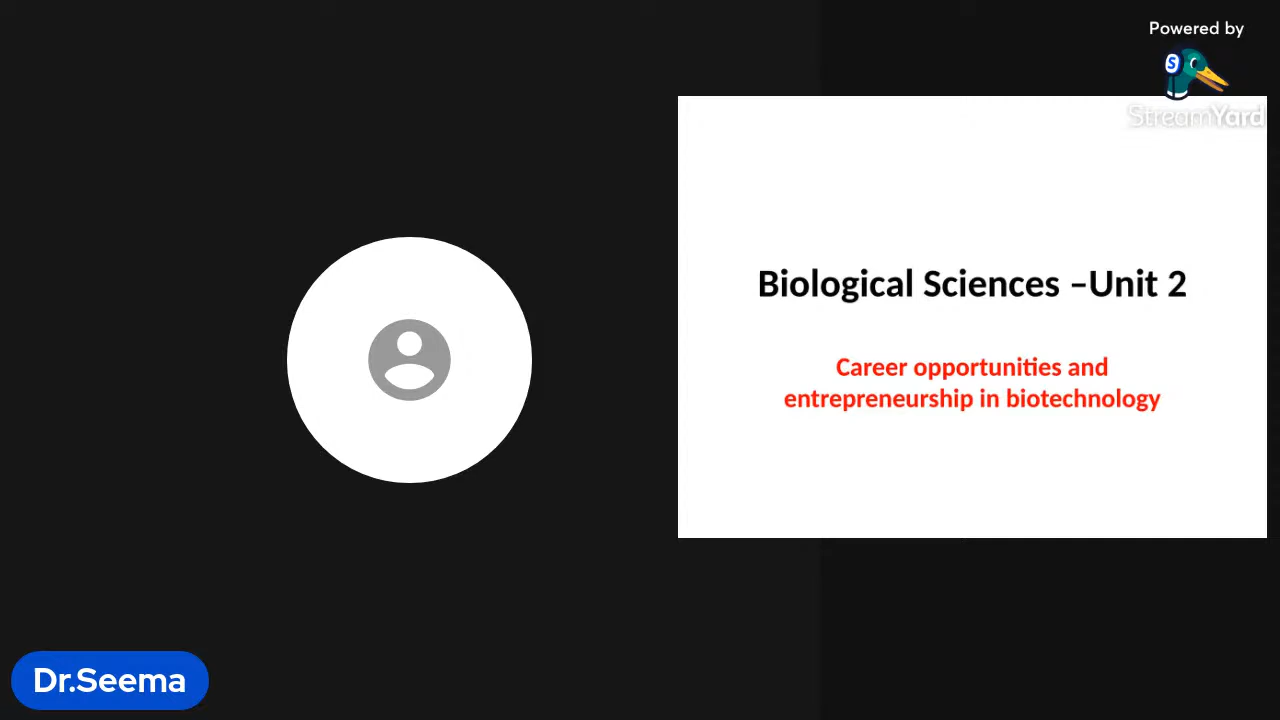 Powered by
S
StreamYard
Biological Sciences –Unit 2
Career opportunities and
entrepreneurship in biotechnology
Dr.Seema